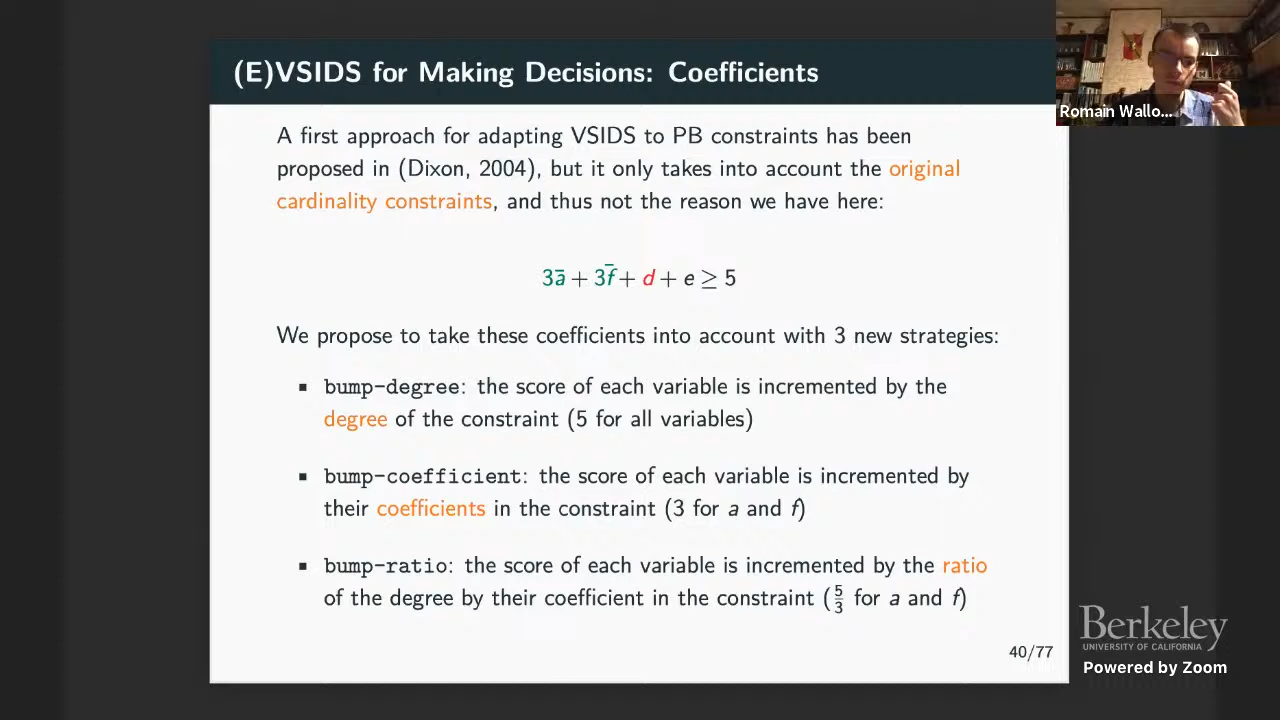 (E)VSIDS for Making Decisions: Coefficients
Romain Wallo...
A first approach for adapting VSIDS to PB constraints has been
proposed in (Dixon, 2004), but it only takes into account the original
cardinality constraints, and thus not the reason we have here:
3ā + 3f̄ + d + e ≥ 5
We propose to take these coefficients into account with 3 new strategies:
▪ bump-degree: the score of each variable is incremented by the
degree of the constraint (5 for all variables)
▪ bump-coefficient: the score of each variable is incremented by
their coefficients in the constraint (3 for a and f)
▪ bump-ratio: the score of each variable is incremented by the ratio
of the degree by their coefficient in the constraint (5/3 for a and f)
40/77
Berkeley
UNIVERSITY OF CALIFORNIA
Powered by Zoom